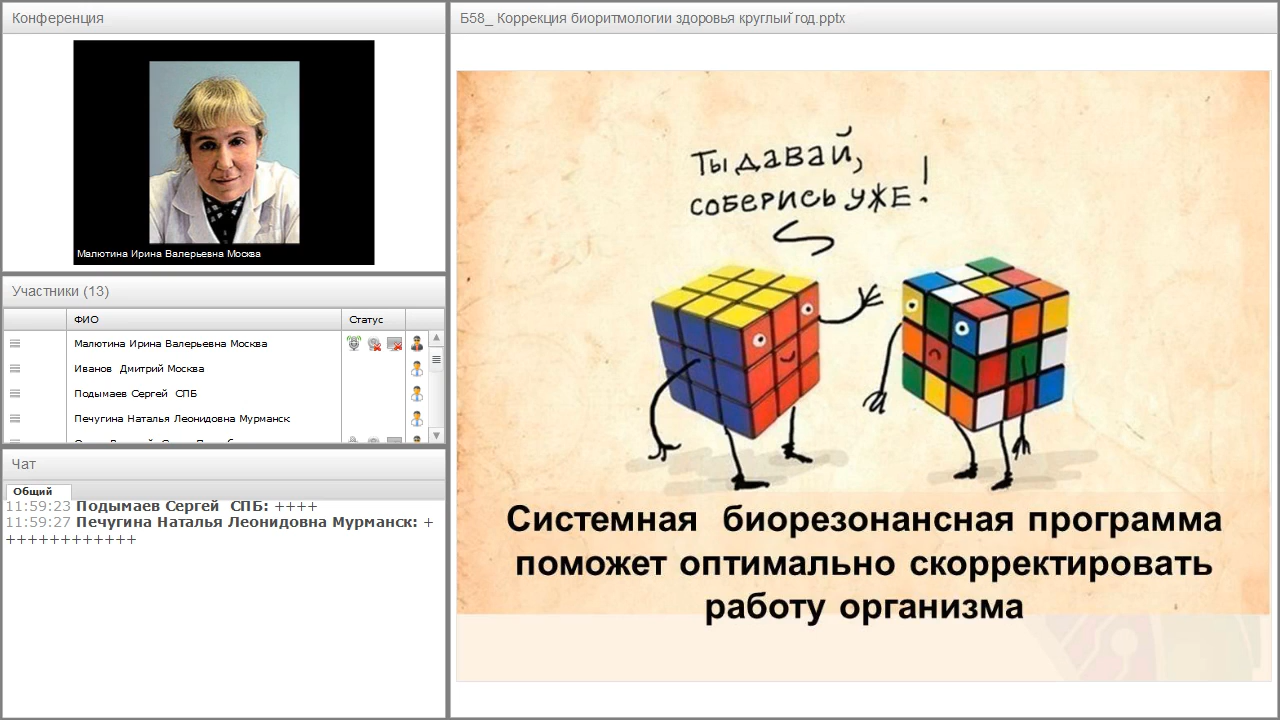 Конференция
Малютина Ирина Валерьевна Москва
Участники (13)
ФИО
Статус
Малютина Ирина Валерьевна Москва
Иванов Дмитрий Москва
Подымаев Сергей СПБ
Печугина Наталья Леонидовна Мурманск
Чат
Общий
11:59:23 Подымаев Сергей СПБ: ++++
11:59:27 Печугина Наталья Леонидовна Мурманск: +
++++++++++++
Б58_ Коррекция биоритмологии здоровья круглый год.pptx
Ты давай,
соберись уже!
Системная биорезонансная программа
поможет оптимально скорректировать
работу организма